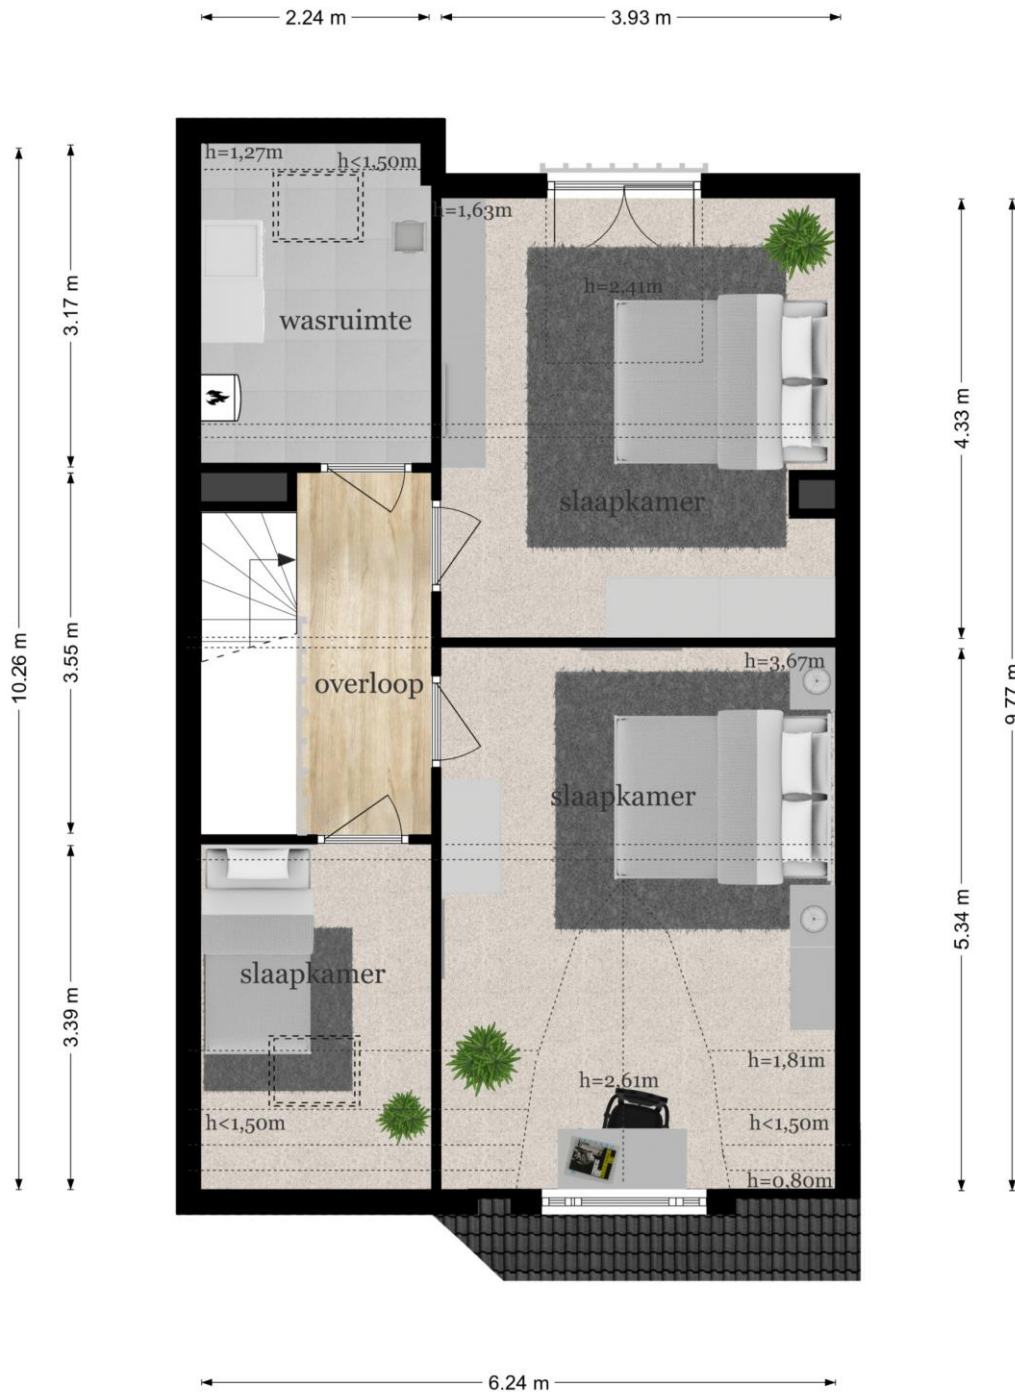 2.24 m
3.93 m
h=1,27m
h<1,50m
h=1,63m
h=2,41m
3.17 m
wasruimte
4.33 m
slaapkamer
10.26 m
3.55 m
9.77 m
overloop
h=3,67m
slaapkamer
5.34 m
slaapkamer
3.39 m
h=1,81m
h=2,61m
h<1,50m
h<1,50m
h=0,80m
6.24 m